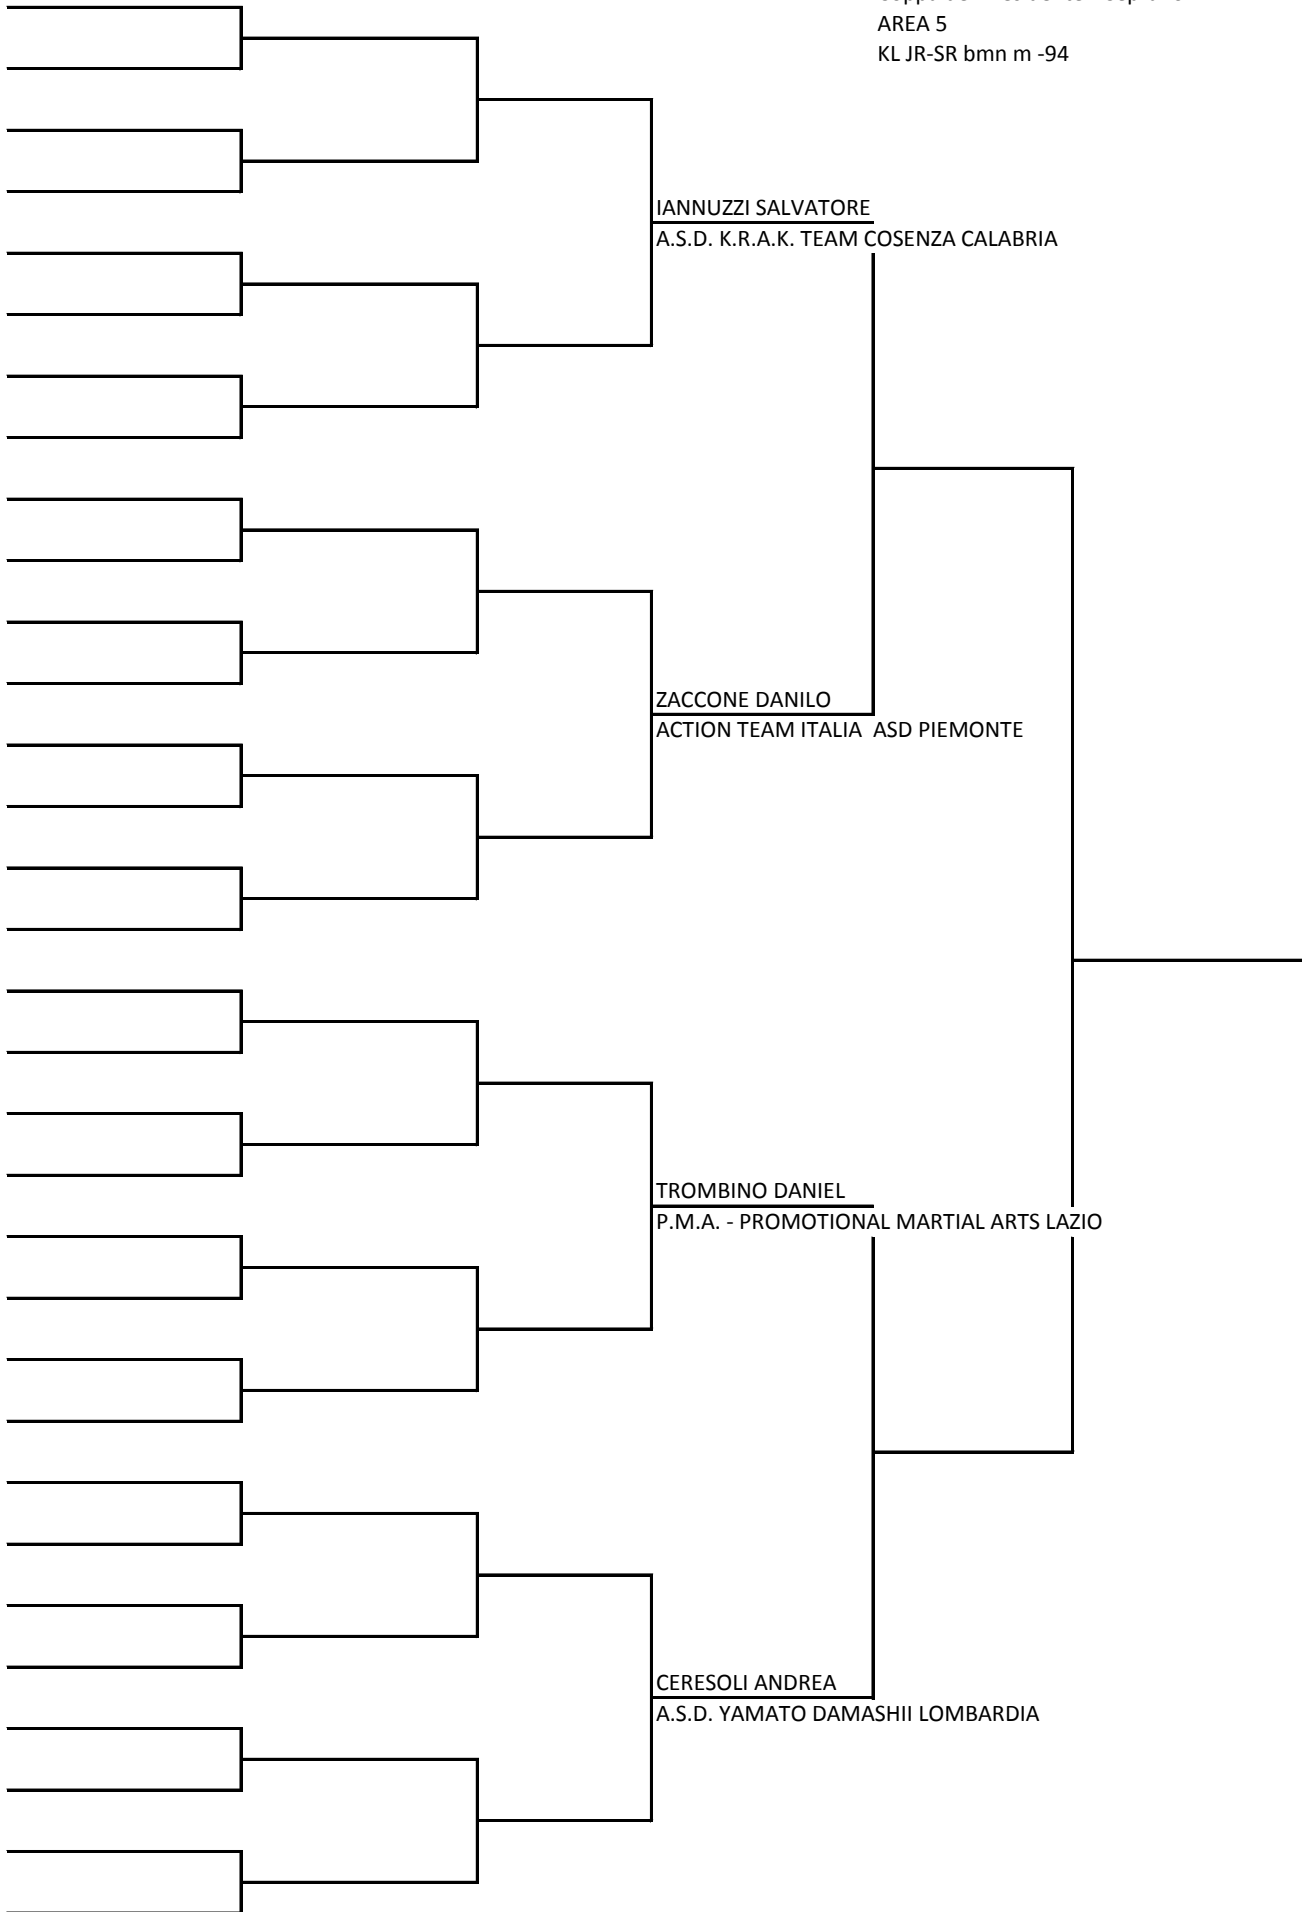 AREA 5
KL JR-SR bmn m -94
IANNUZZI SALVATORE
A.S.D. K.R.A.K. TEAM COSENZA CALABRIA
ZACCONE DANILO
ACTION TEAM ITALIA  ASD PIEMONTE
TROMBINO DANIEL
P.M.A. - PROMOTIONAL MARTIAL ARTS LAZIO
CERESOLI ANDREA
A.S.D. YAMATO DAMASHII LOMBARDIA